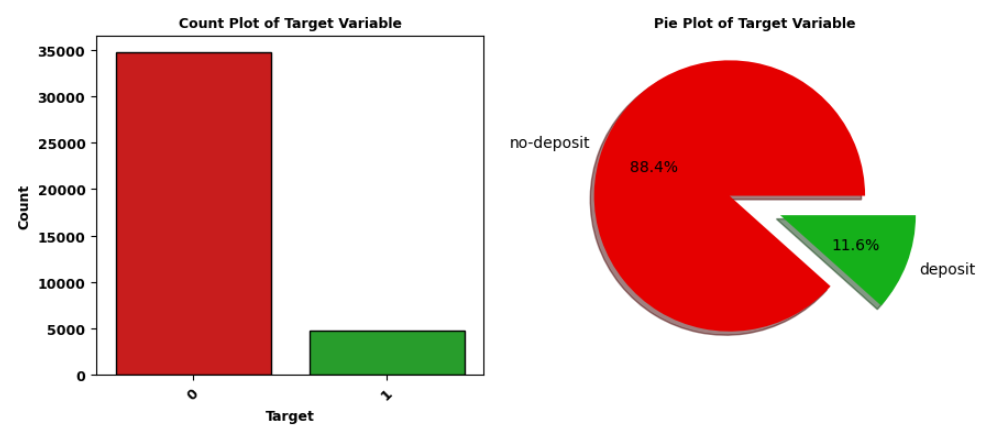 Count Plot of Target Variable
35000
30000
25000
20000
15000
10000
5000
0
Count
0
1
Target
Pie Plot of Target Variable
no-deposit
88.4%
11.6%
deposit